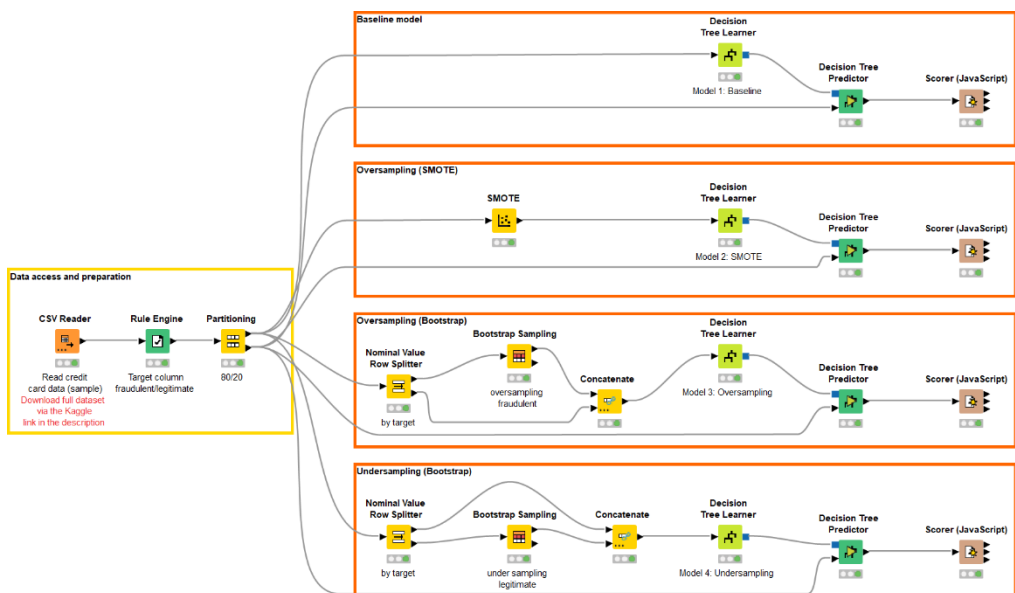 Baseline model
Decision
Tree Learner
Model 1: Baseline
Decision Tree
Predictor
Scorer (JavaScript)
Oversampling (SMOTE)
SMOTE
Decision
Tree Learner
Model 2: SMOTE
Decision Tree
Predictor
Scorer (JavaScript)
Data access and preparation
CSV Reader
Read credit
card data (sample)
Download full dataset
via the Kaggle
link in the description
Rule Engine
Target column
fraudulent/legitimate
Partitioning
80/20
Oversampling (Bootstrap)
Nominal Value
Row Splitter
by target
Bootstrap Sampling
oversampling
fraudulent
Concatenate
Decision
Tree Learner
Model 3: Oversampling
Decision Tree
Predictor
Scorer (JavaScript)
Undersampling (Bootstrap)
Nominal Value
Row Splitter
by target
Bootstrap Sampling
under sampling
legitimate
Concatenate
Decision
Tree Learner
Model 4: Undersampling
Decision Tree
Predictor
Scorer (JavaScript)